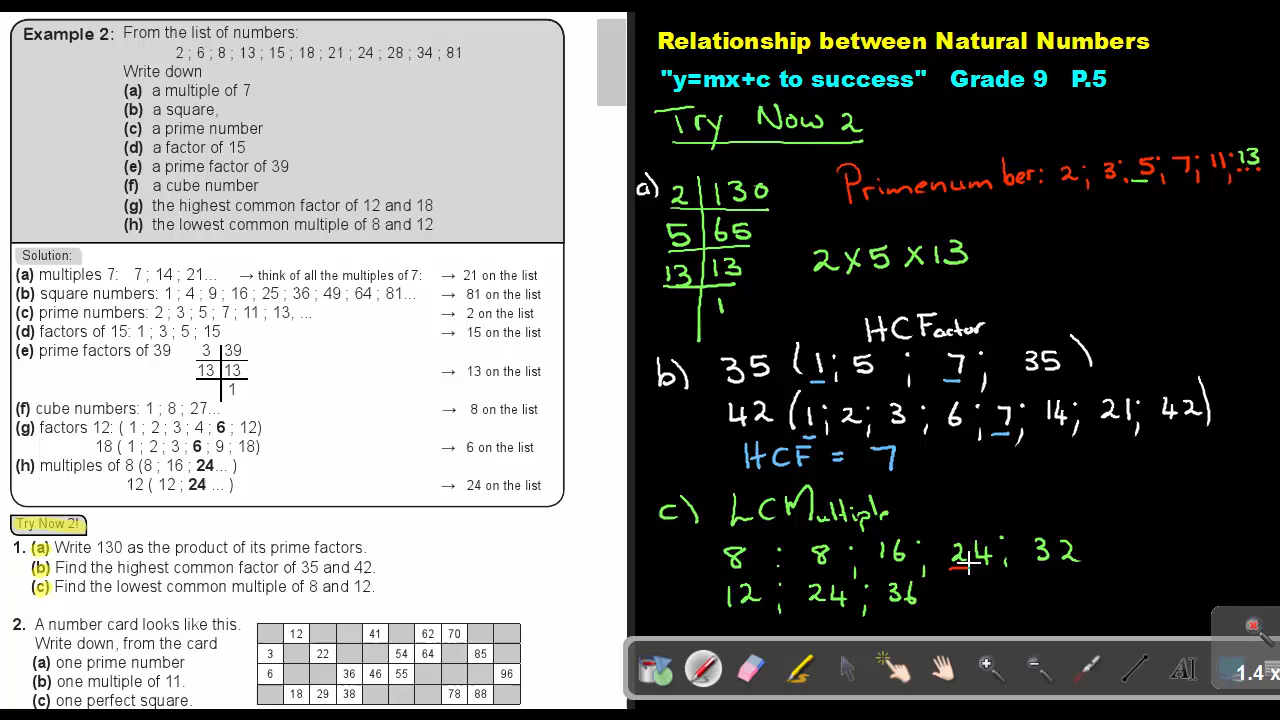 Example 2: From the list of numbers:
2 ; 6 ; 8 ; 13 ; 15 ; 18 ; 21 ; 24 ; 28 ; 34 ; 81
Write down
(a) a multiple of 7
(b) a square,
(c) a prime number
(d) a factor of 15
(e) a prime factor of 39
(f) a cube number
(g) the highest common factor of 12 and 18
(h) the lowest common multiple of 8 and 12
Solution:
(a) multiples 7: 7 ; 14 ; 21... → think of all the multiples of 7: → 21 on the list
(b) square numbers: 1 ; 4 ; 9 ; 16 ; 25 ; 36 ; 49 ; 64 ; 81... → 81 on the list
(c) prime numbers: 2 ; 3 ; 5 ; 7 ; 11 ; 13, ... → 2 on the list
(d) factors of 15: 1 ; 3 ; 5 ; 15 → 15 on the list
(e) prime factors of 39 3 39
13 13 → 13 on the list
1
(f) cube numbers: 1 ; 8 ; 27... → 8 on the list
(g) factors 12: ( 1 ; 2 ; 3 ; 4 ; 6 ; 12)
18 ( 1 ; 2 ; 3 ; 6 ; 9 ; 18) → 6 on the list
(h) multiples of 8 (8 ; 16 ; 24... )
12 ( 12 ; 24 ... ) → 24 on the list
Try Now 2!
1. (a) Write 130 as the product of its prime factors.
(b) Find the highest common factor of 35 and 42.
(c) Find the lowest common multiple of 8 and 12.
2. A number card looks like this.
Write down, from the card
(a) one prime number
(b) one multiple of 11.
(c) one perfect square.
12 41 62 70
3 22 54 64 85
6 36 46 55 96
18 29 38 78 88
Relationship between Natural Numbers
"y=mx+c to success" Grade 9 P.5
Try Now 2
Primenumber: 2 ; 3 ; 5 ; 7 ; 11 ; 13 ...
a) 2 130
5 65
13 13
1
2 x 5 x 13
HCFactor
b) 35 ( 1 ; 5 ; 7 ; 35 )
42 ( 1 ; 2 ; 3 ; 6 ; 7 ; 14 ; 21 ; 42 )
HCF = 7
c) LCMultiple
8 : 8 ; 16 ; 24 ; 32
12 ; 24 ; 36
AI
1.4 x